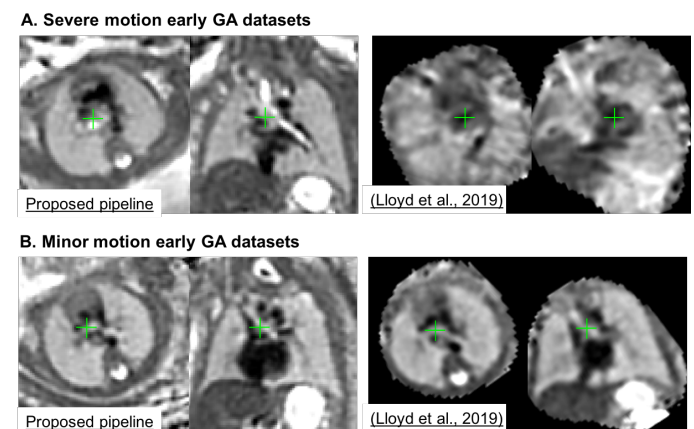 A. Severe motion early GA datasets
Proposed pipeline
(Lloyd et al., 2019)
B. Minor motion early GA datasets
Proposed pipeline
(Lloyd et al., 2019)